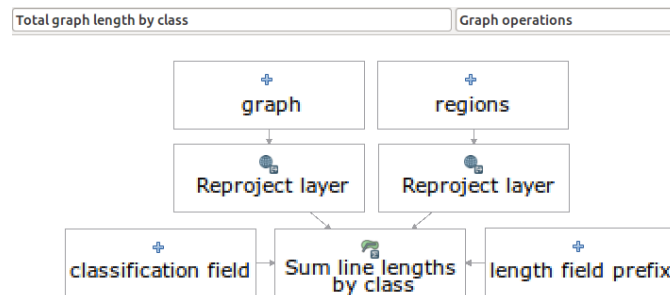 Total graph length by class
Graph operations
graph
regions
Reproject layer
Reproject layer
classification field
Sum line lengths
by class
length field prefix